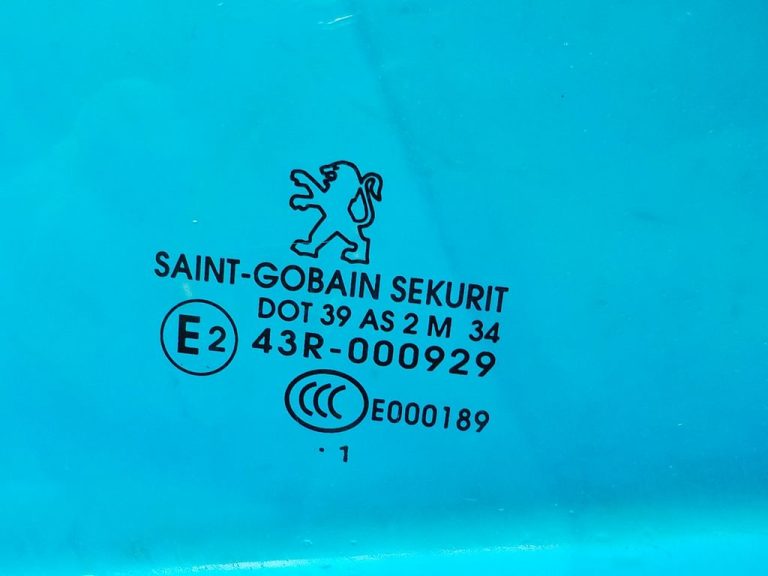 SAINT-GOBAIN SEKURIT
DOT 39 AS 2 M 34
E2 43R-000929
CCC E000189
. 1